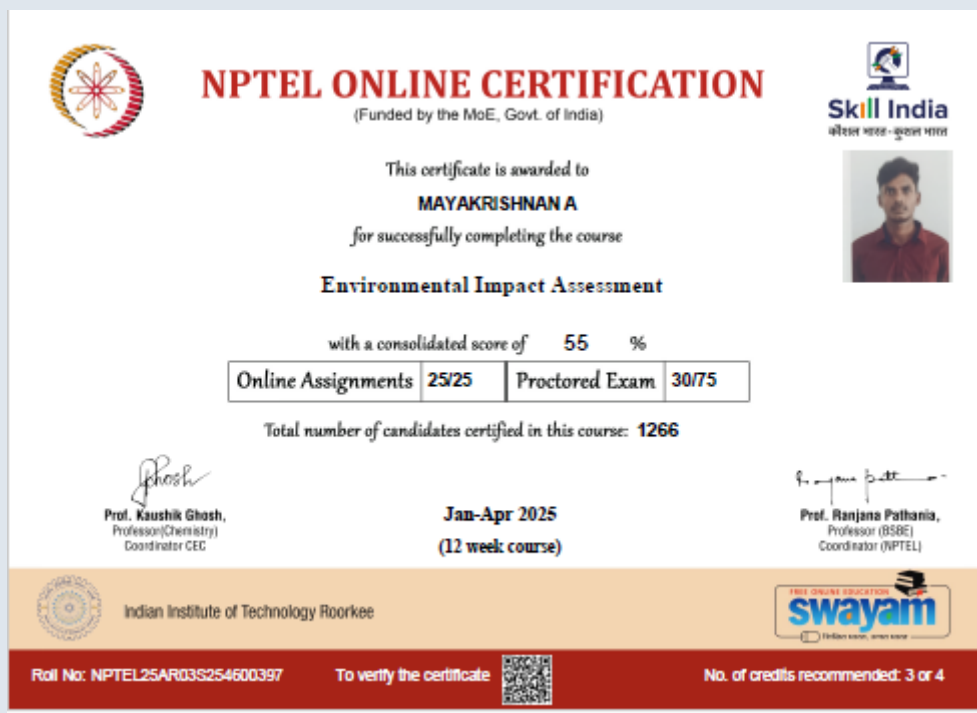 NPTEL ONLINE CERTIFICATION
(Funded by the MoE, Govt. of India)
Skill India
कौशल भारत - कुशल भारत
This certificate is awarded to
MAYAKRISHNAN A
for successfully completing the course
Environmental Impact Assessment
with a consolidated score of 55 %
Online Assignments 25/25 Proctored Exam 30/75
Total number of candidates certified in this course: 1266
Ghosh
Prof. Kaushik Ghosh,
Professor(Chemistry)
Coordinator CEC
Jan-Apr 2025
(12 week course)
Prof. Ranjana Pathania,
Professor (BSBE)
Coordinator (NPTEL)
Indian Institute of Technology Roorkee
FREE ONLINE EDUCATION
swayam
Roll No: NPTEL25AR03S254600397 To verify the certificate No. of credits recommended: 3 or 4